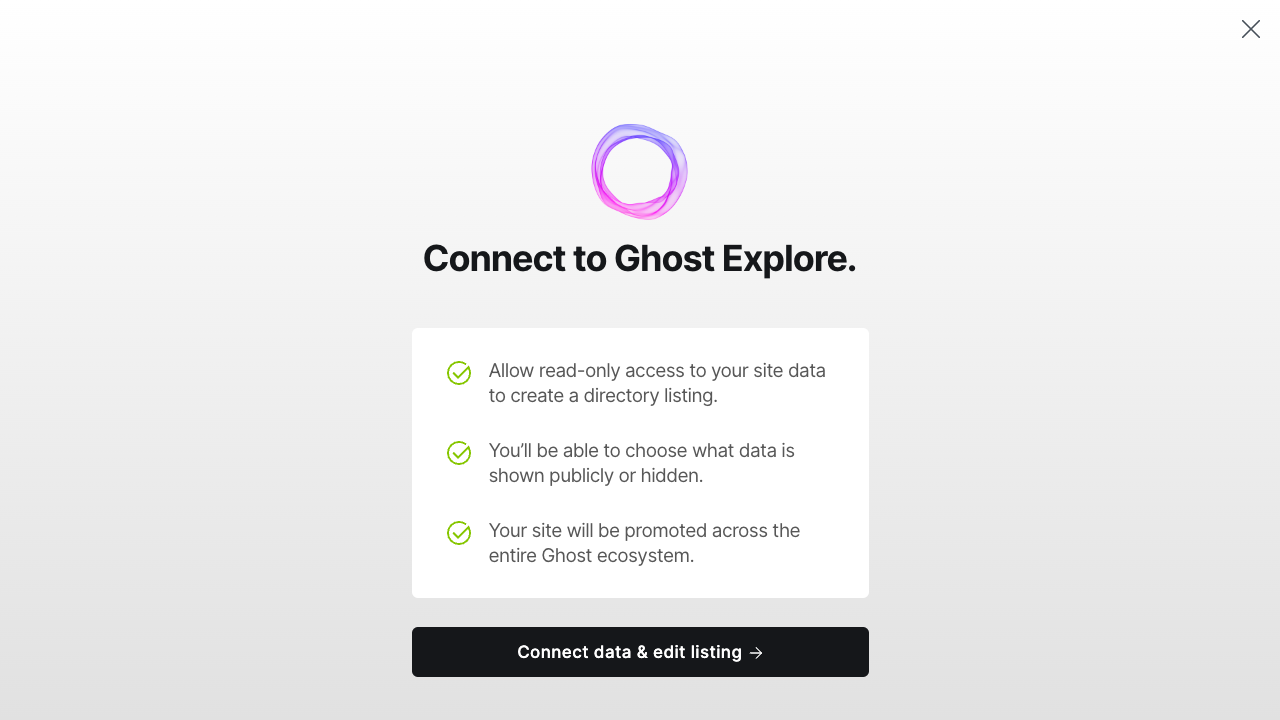 Connect to Ghost Explore.
Allow read-only access to your site data
to create a directory listing.
You’ll be able to choose what data is
shown publicly or hidden.
Your site will be promoted across the
entire Ghost ecosystem.
Connect data & edit listing →